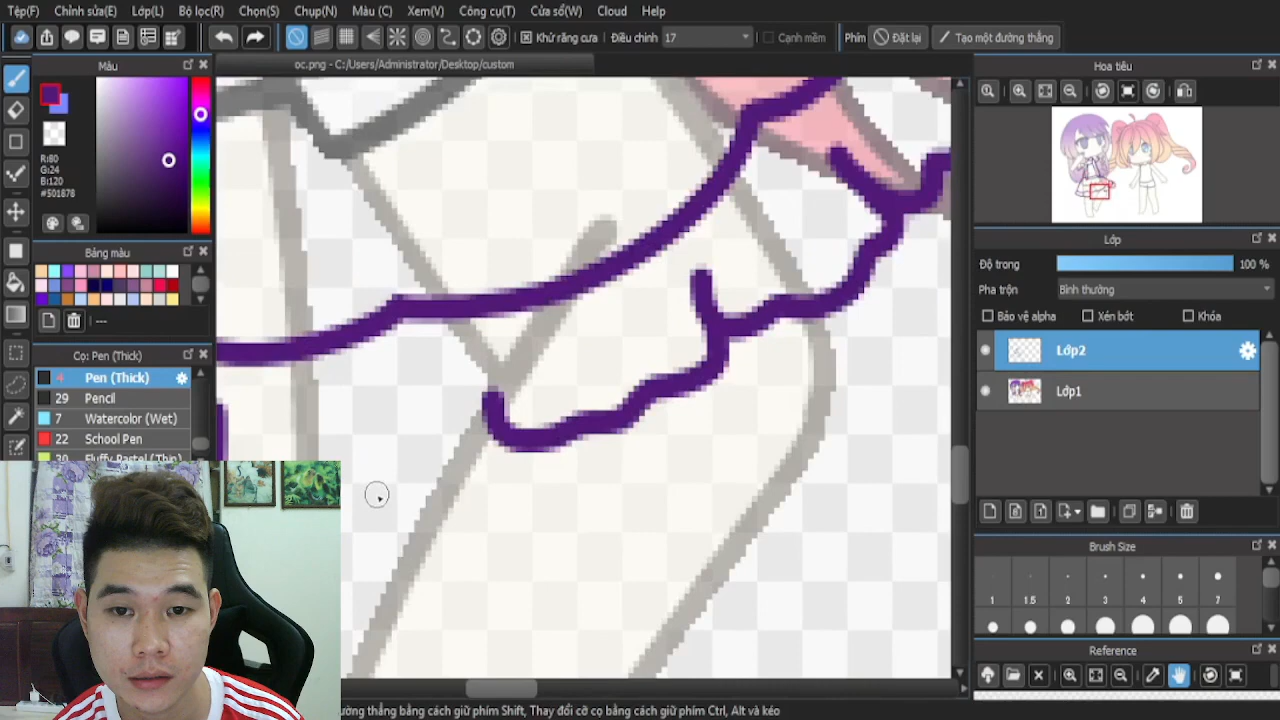 Tệp(F) Chỉnh sửa(E) Lớp(L) Bộ lọc(R) Chọn(S) Chụp(N) Màu (C) Xem(V) Công cụ(T) Cửa sổ(W) Cloud Help
Khử răng cưa Điều chỉnh 17 Cạnh mềm Phím Đặt lại Tạo một đường thẳng
Màu
oc.png - C:/Users/Administrator/Desktop/custom
Hoa tiêu
R:80
G:24
B:120
#501878
Bảng màu
---
Lớp
Độ trong 100 %
Pha trộn Bình thường
Bảo vệ alpha Xén bớt Khóa
Lớp2
Lớp1
Cọ: Pen (Thick)
4 Pen (Thick)
29 Pencil
7 Watercolor (Wet)
22 School Pen
30 Fluffy Pastel (Thin)
Brush Size
1 1.5 2 3 4 5 7
Reference
ường thẳng bằng cách giữ phím Shift, Thay đổi cỡ cọ bằng cách giữ phím Ctrl, Alt và kéo